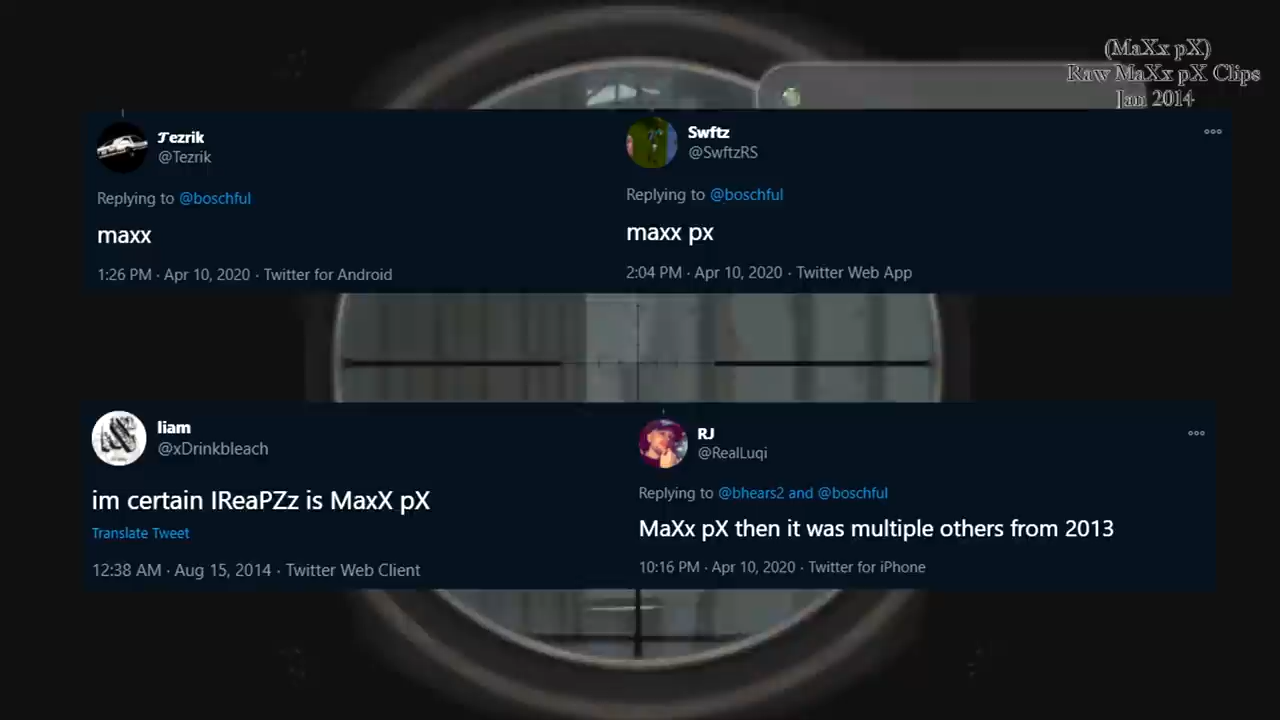 (MaXx pX)
Raw MaXx pX Clips
Jan 2014
Tezrik
@Tezrik
Replying to @boschful
maxx
1:26 PM · Apr 10, 2020 · Twitter for Android
Swftz
@SwftzRS
Replying to @boschful
maxx px
2:04 PM · Apr 10, 2020 · Twitter Web App
liam
@xDrinkbleach
im certain IReaPZz is MaxX pX
Translate Tweet
12:38 AM · Aug 15, 2014 · Twitter Web Client
RJ
@RealLuqi
Replying to @bhears2 and @boschful
MaXx pX then it was multiple others from 2013
10:16 PM · Apr 10, 2020 · Twitter for iPhone